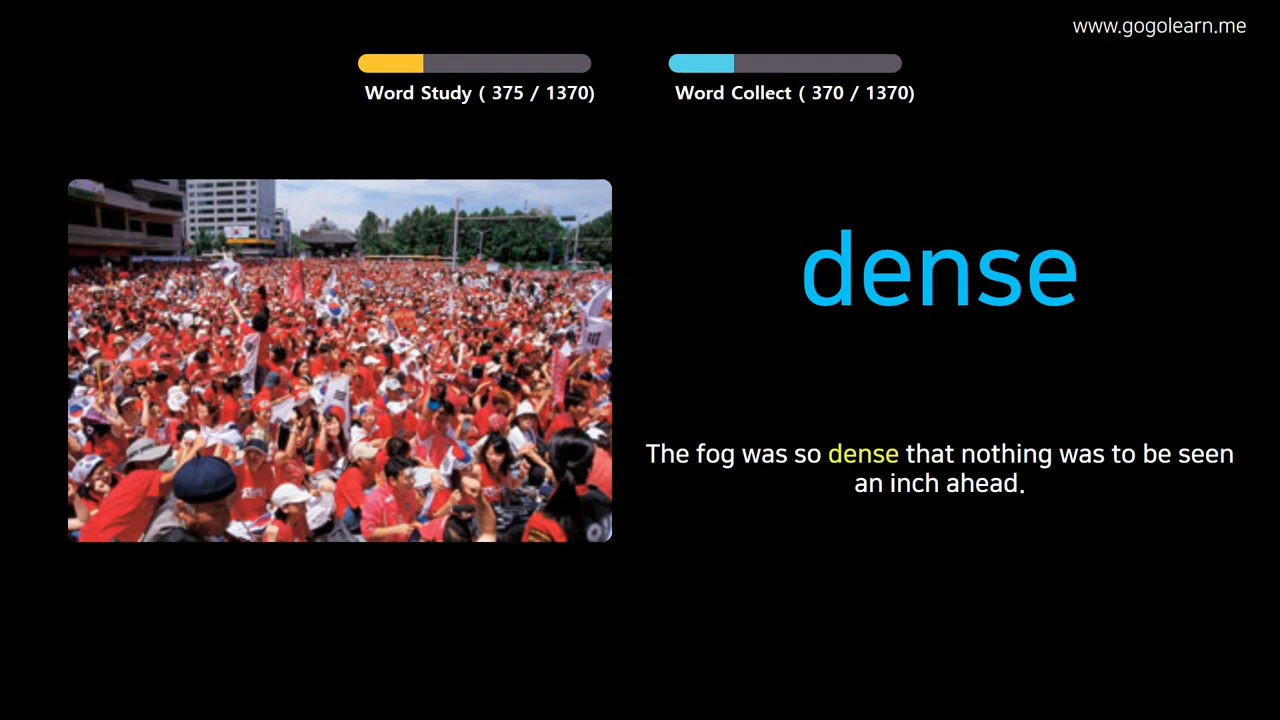 www.gogolearn.me
Word Study ( 375 / 1370)
Word Collect ( 370 / 1370)
dense
The fog was so dense that nothing was to be seen
an inch ahead.